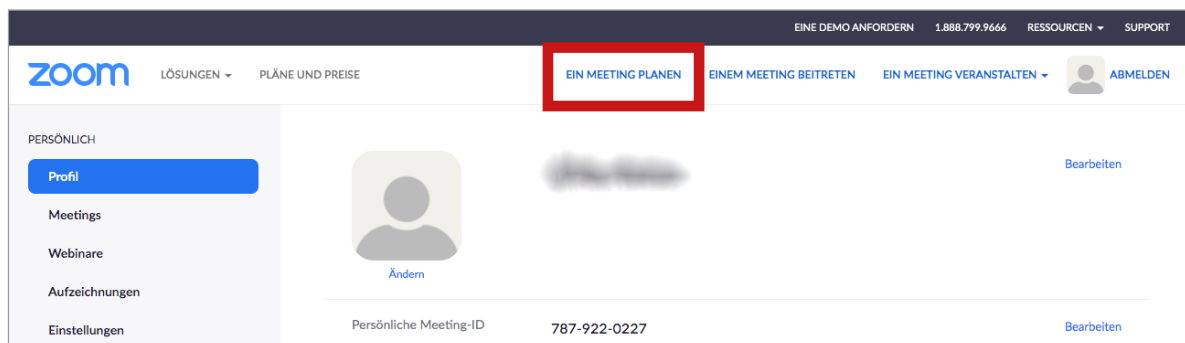 EINE DEMO ANFORDERN 1.888.799.9666 RESSOURCEN SUPPORT
zoom LÖSUNGEN PLÄNE UND PREISE EIN MEETING PLANEN EINEM MEETING BEITRETEN EIN MEETING VERANSTALTEN ABMELDEN
PERSÖNLICH
Profil
Meetings
Webinare
Aufzeichnungen
Einstellungen
Bearbeiten
Ändern
Persönliche Meeting-ID 787-922-0227 Bearbeiten